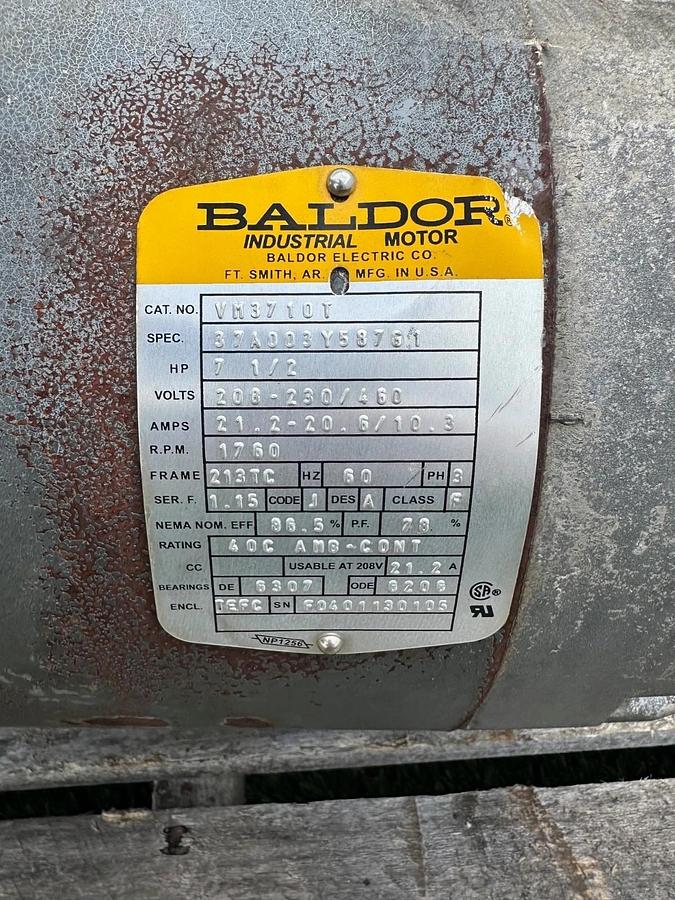 BALDOR®
INDUSTRIAL MOTOR
BALDOR ELECTRIC CO.
FT. SMITH, AR. MFG. IN U.S.A.
CAT. NO. VM3710T
SPEC. 37A003Y587G1
HP 7 1/2
VOLTS 208-230/460
AMPS 21.2-20.6/10.3
R.P.M. 1760
FRAME 213TC HZ 60 PH 3
SER. F. 1.15 CODE J DES A CLASS F
NEMA NOM. EFF 86.5 % P.F. 78 %
RATING 40C AMB-CONT
CC USABLE AT 208V 21.2 A
BEARINGS DE 6307 ODE 6206
ENCL. TEFC SN F0401130105
SA®
NP1256